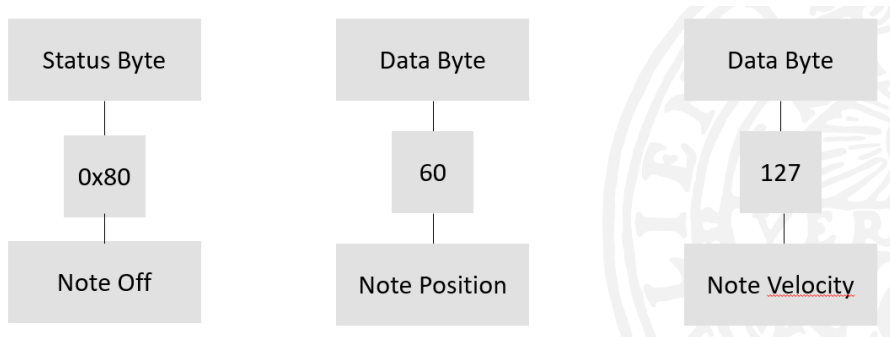 Status Byte
Data Byte
Data Byte
0x80
60
127
Note Off
Note Position
Note Velocity